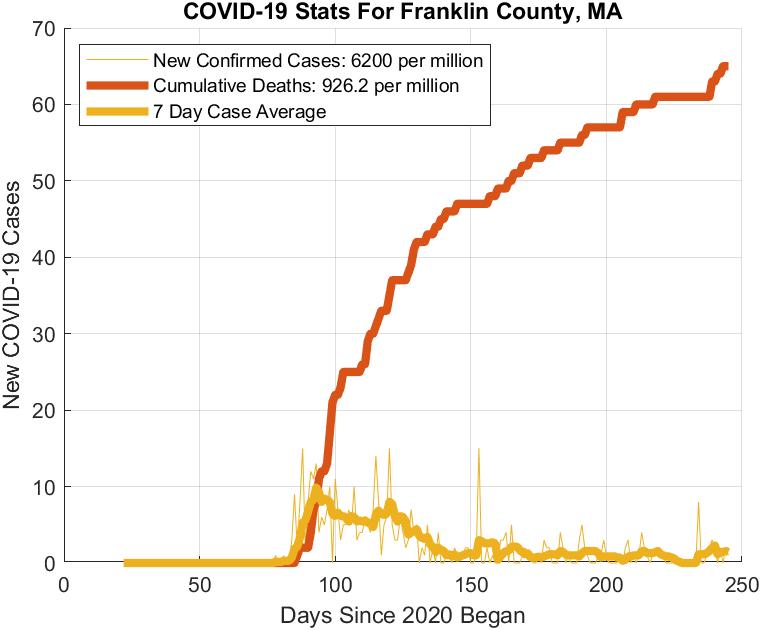 COVID-19 Stats For Franklin County, MA
New Confirmed Cases: 6200 per million
Cumulative Deaths: 926.2 per million
7 Day Case Average
New COVID-19 Cases
70
60
50
40
30
20
10
0
0 50 100 150 200 250
Days Since 2020 Began